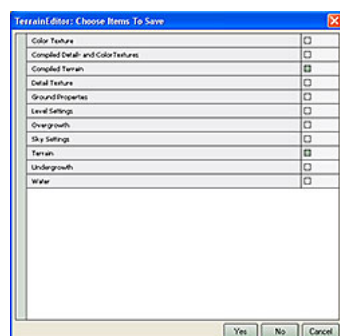 TerrainEditor: Choose Items To Save
Color Texture
Compiled Detail- and ColorTextures
Compiled Terrain
Detail Texture
Ground Properties
Level Settings
Overgrowth
Sky Settings
Terrain
Undergrowth
Water
Yes No Cancel